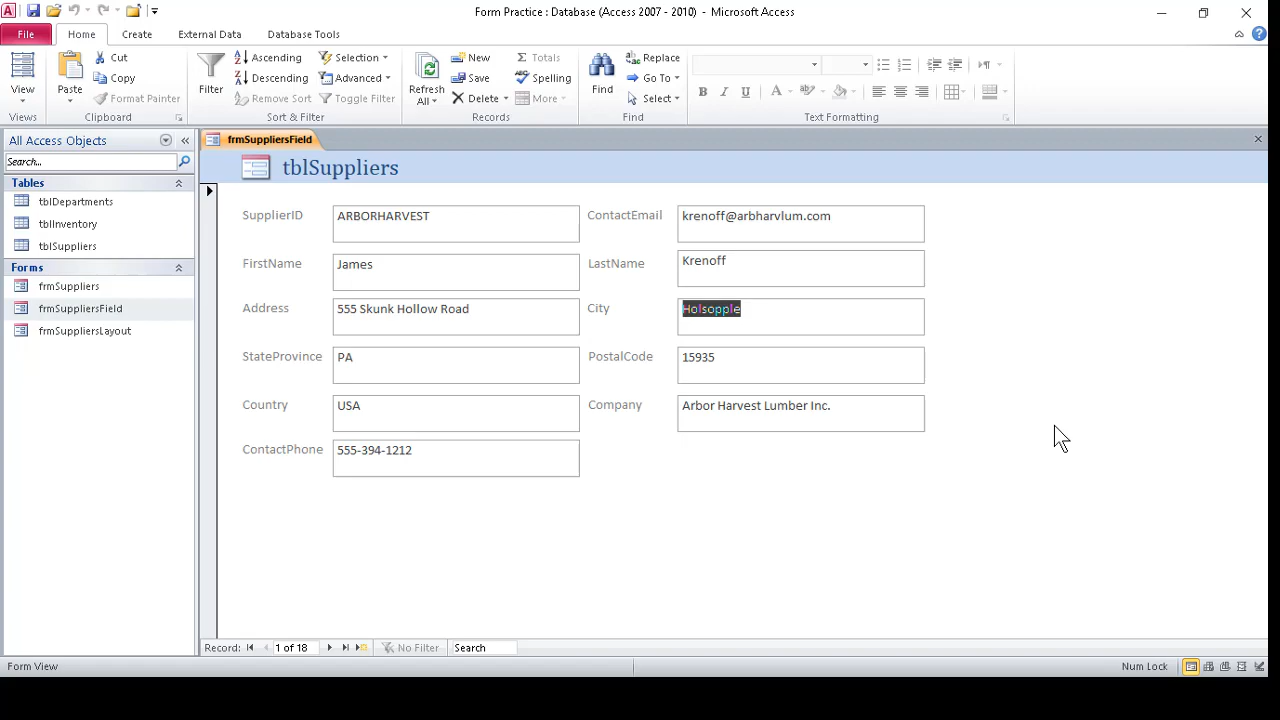 Form Practice : Database (Access 2007 - 2010) - Microsoft Access
File Home Create External Data Database Tools
View
Views
Paste
Cut
Copy
Format Painter
Clipboard
Filter
Ascending
Descending
Remove Sort
Selection
Advanced
Toggle Filter
Sort & Filter
Refresh
All
New
Save
Delete
Totals
Spelling
More
Records
Find
Replace
Go To
Select
Find
B I U
A
Text Formatting
All Access Objects
Search...
Tables
tblDepartments
tblInventory
tblSuppliers
Forms
frmSuppliers
frmSuppliersField
frmSuppliersLayout
frmSuppliersField
tblSuppliers
SupplierID ARBORHARVEST ContactEmail krenoff@arbharvlum.com
FirstName James LastName Krenoff
Address 555 Skunk Hollow Road City Holsopple
StateProvince PA PostalCode 15935
Country USA Company Arbor Harvest Lumber Inc.
ContactPhone 555-394-1212
Record: 1 of 18 No Filter Search
Form View Num Lock